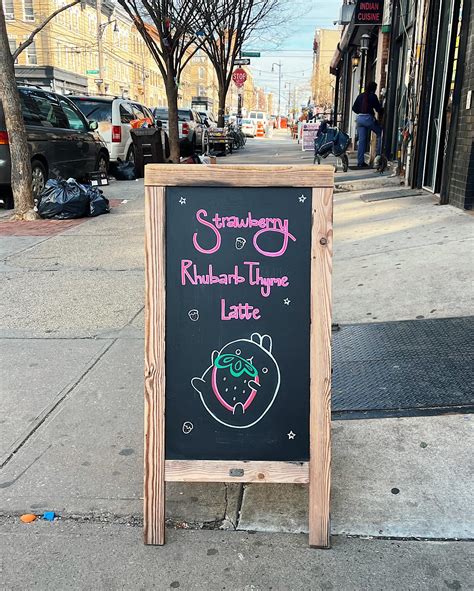 INDIAN
CUISINE
STOP
Strawberry
Rhubarb Thyme
Latte